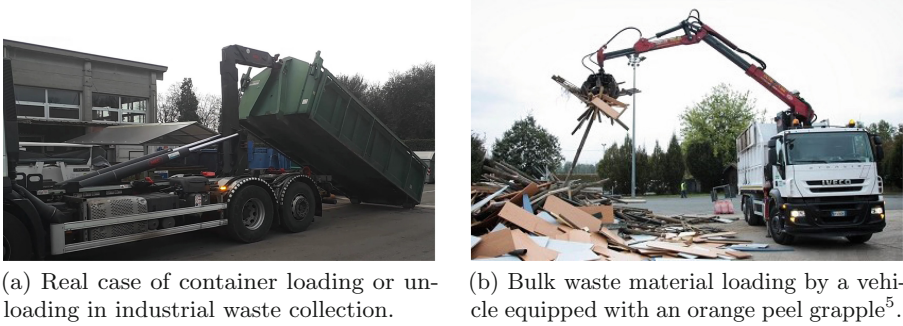 IVECO
(a) Real case of container loading or un-
loading in industrial waste collection.
(b) Bulk waste material loading by a vehi-
cle equipped with an orange peel grapple5.